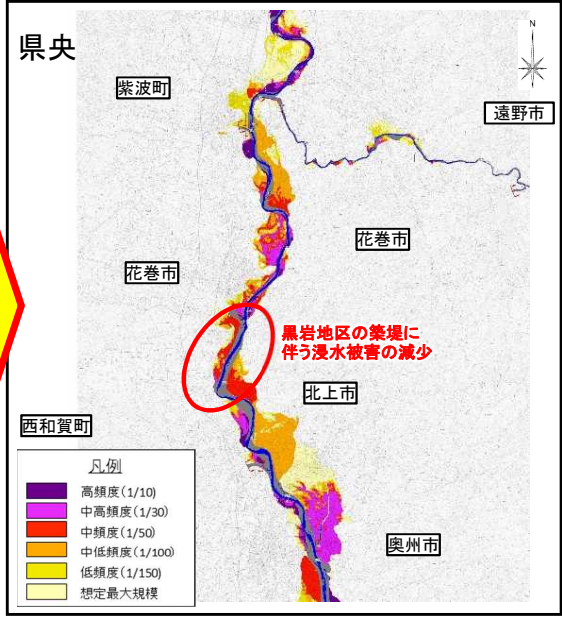 県央
N
紫波町
遠野市
花巻市
花巻市
黒岩地区の築堤に
伴う浸水被害の減少
北上市
西和賀町
奥州市
凡例
高頻度(1/10)
中高頻度(1/30)
中頻度(1/50)
中低頻度(1/100)
低頻度(1/150)
想定最大規模